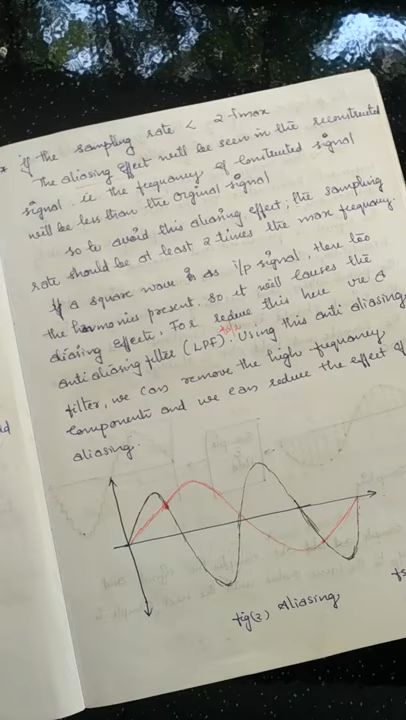 * If the sampling rate < 2 fmax
The aliasing effect will be seen in the reconstructed
signal. ie the frequency of constructed signal
will be less than the orginal signal
So to avoid this aliasing effect; the sampling
rate should be at least 2 times the max frequency.
If a square wave is as i/p signal, Here too
the harmonics present. So it will causes the
aliasing effects, For reduce this here use a
anti aliasing filter (LPF). Using this anti aliasing
filter, we can remove the high frequency
components and we can reduce the effect of
aliasing.
fig(2) Aliasing